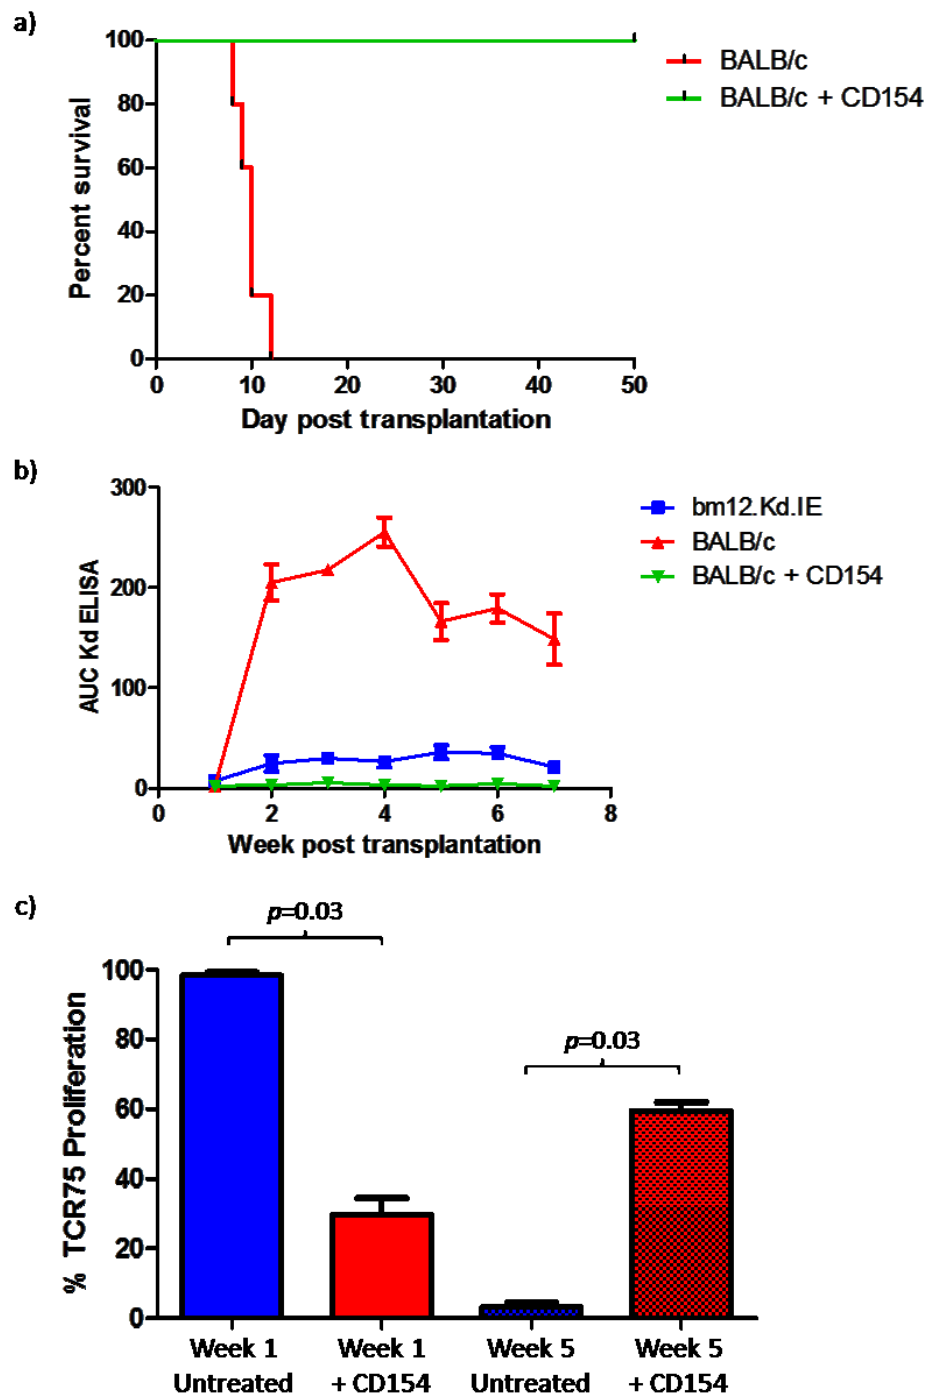 a)
100
80
60
40
20
0
Percent survival
0 10 20 30 40 50
Day post transplantation
BALB/c
BALB/c + CD154
b)
300
200
100
0
AUC Kd ELISA
0 2 4 6 8
Week post transplantation
bm12.Kd.IE
BALB/c
BALB/c + CD154
c)
p=0.03
p=0.03
100
80
60
40
20
0
% TCR75 Proliferation
Week 1 Week 1 Week 5 Week 5
Untreated + CD154 Untreated + CD154